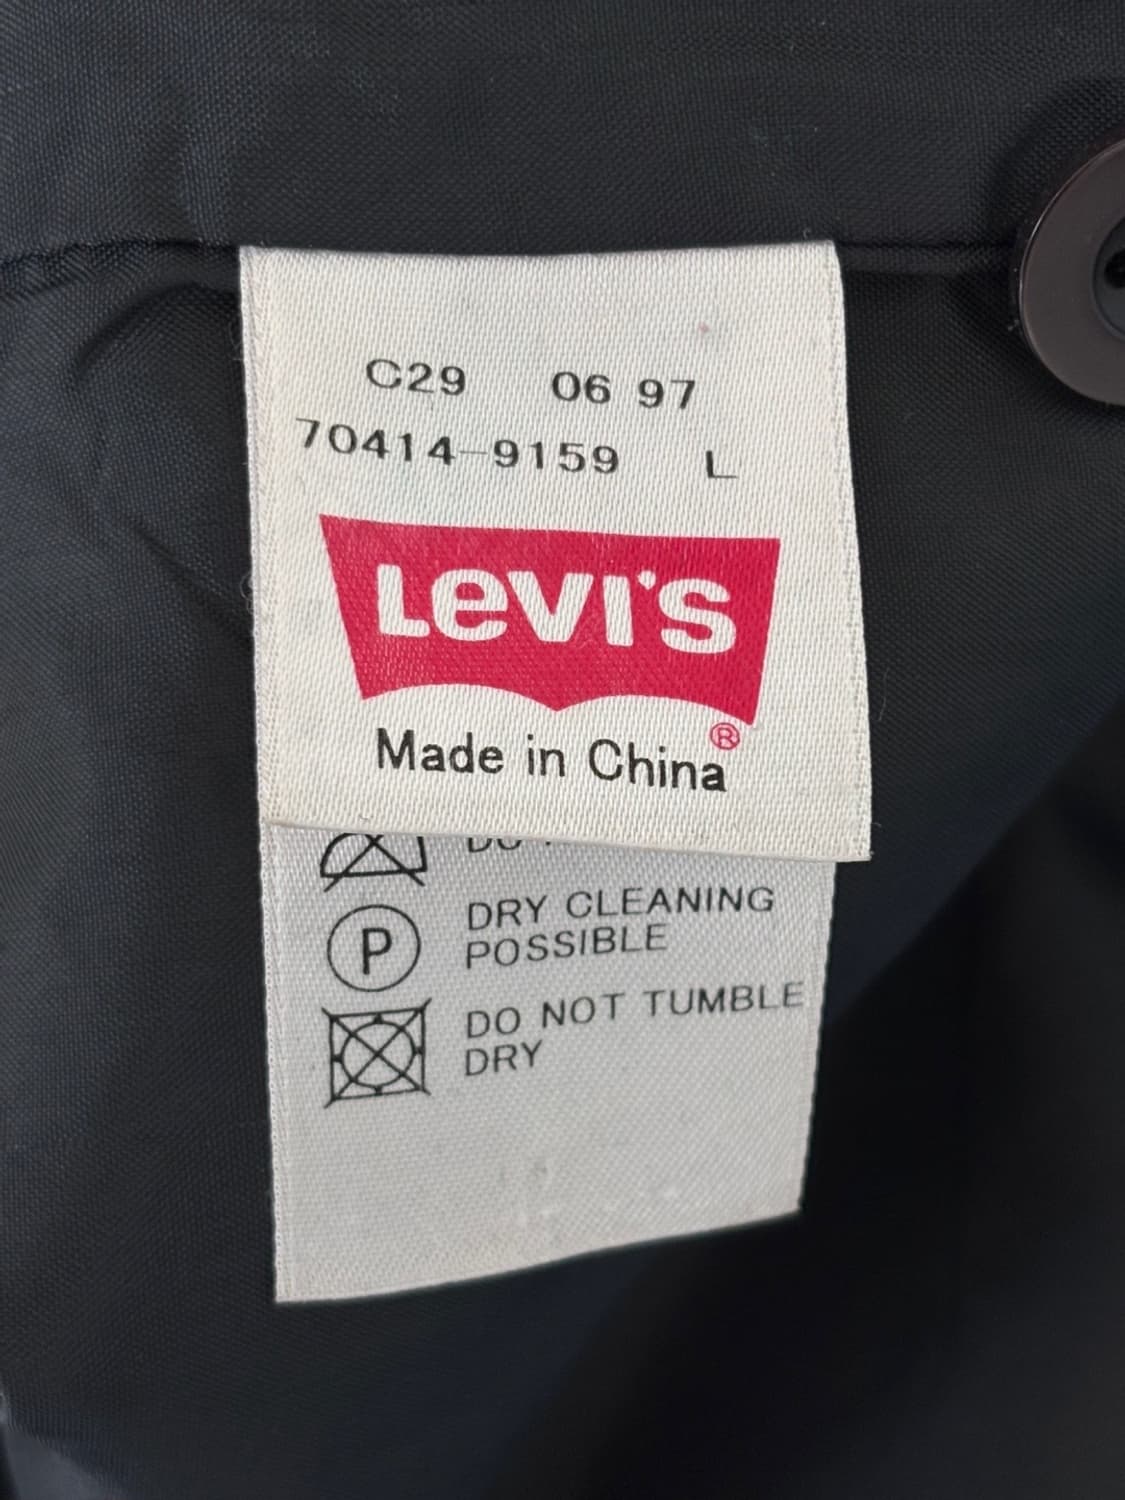 C29 06 97
70414-9159 L
Levi's
®
Made in China
DRY CLEANING
POSSIBLE
P
DO NOT TUMBLE
DRY